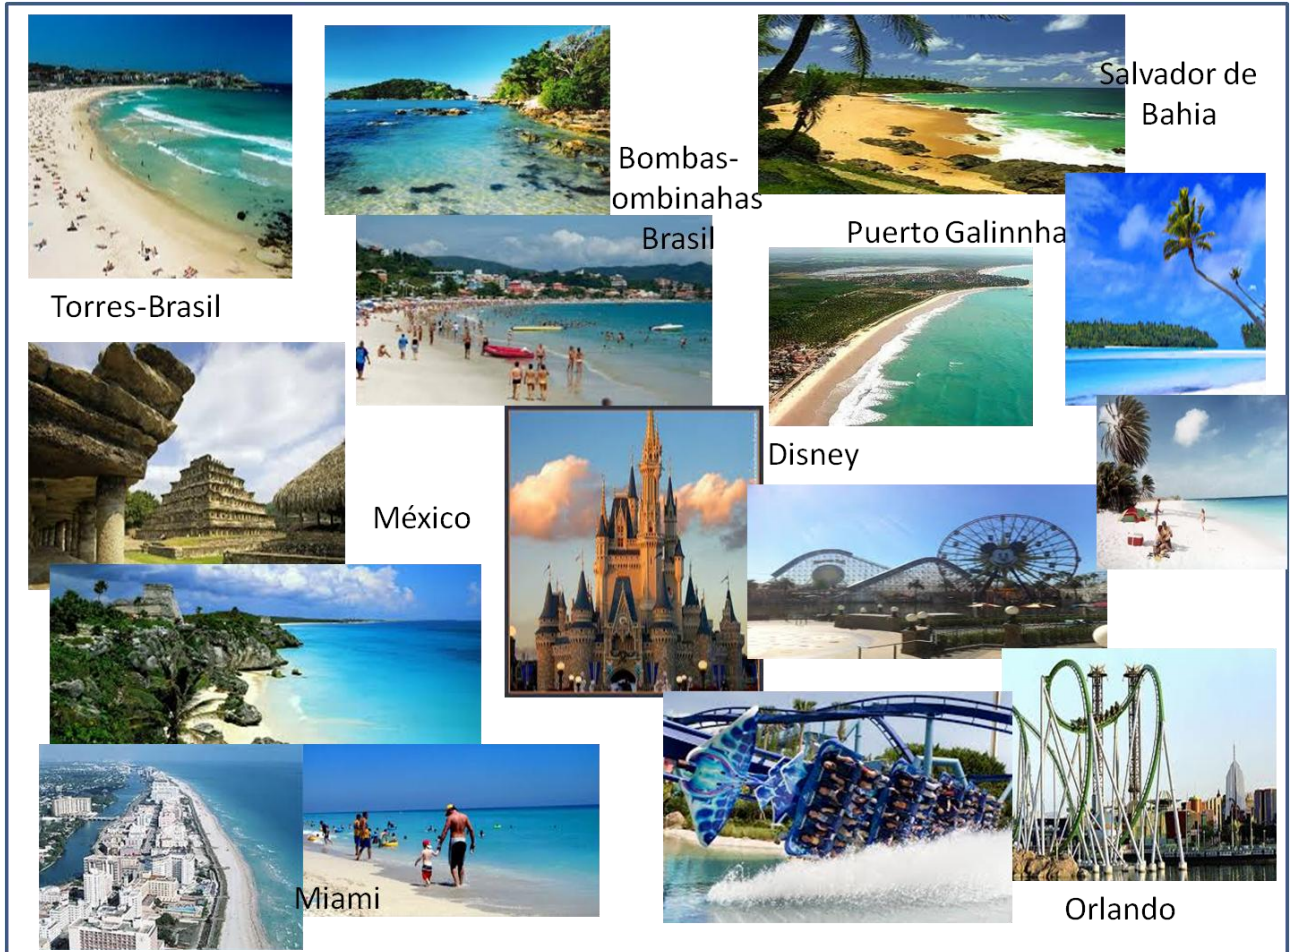 Salvador de
Bahia
Bombas-
ombinahas
Brasil
Puerto Galinnha
Torres-Brasil
Disney
México
Miami
Orlando